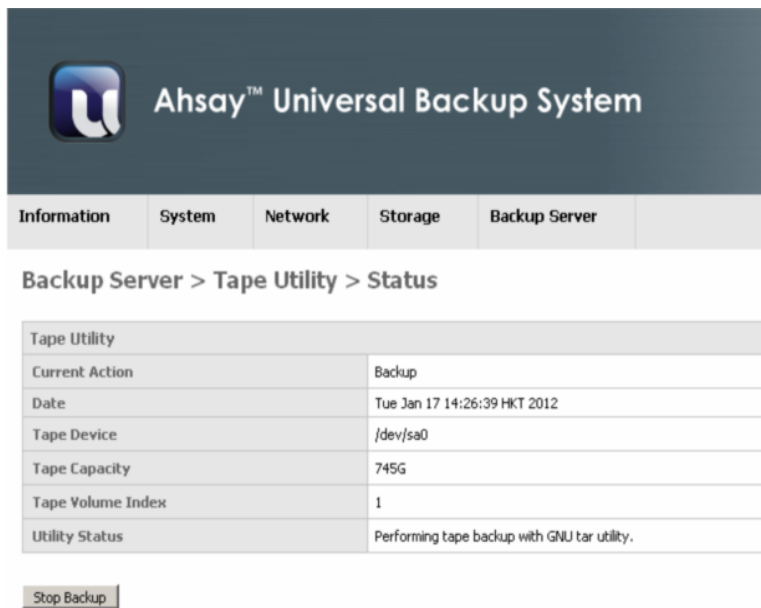 Ahsay™ Universal Backup System
Information System Network Storage Backup Server
Backup Server > Tape Utility > Status
Tape Utility
Current Action Backup
Date Tue Jan 17 14:26:39 HKT 2012
Tape Device /dev/sa0
Tape Capacity 745G
Tape Volume Index 1
Utility Status Performing tape backup with GNU tar utility.
Stop Backup